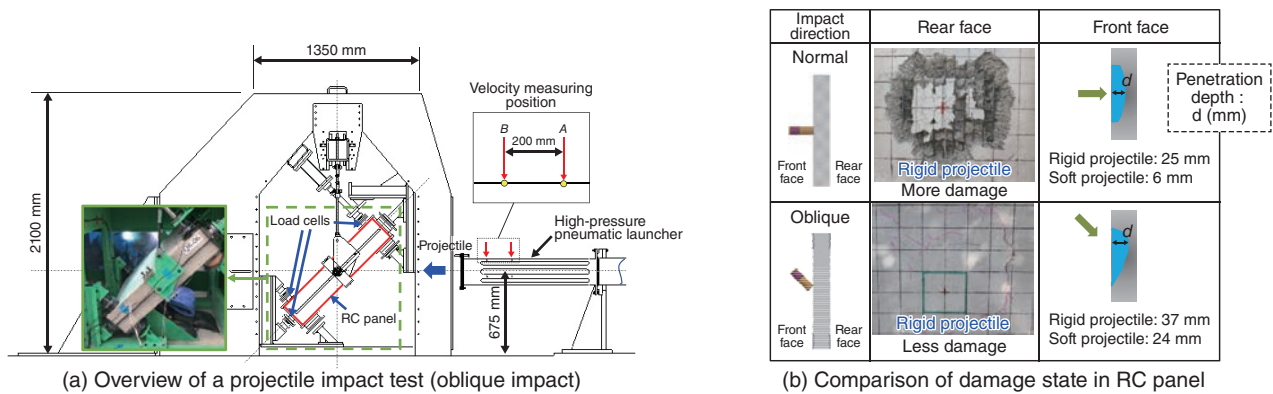 1350 mm
Velocity measuring
position
B
A
200 mm
2100 mm
Load cells
Projectile
High-pressure
pneumatic launcher
RC panel
675 mm
(a) Overview of a projectile impact test (oblique impact)
Impact
direction
Rear face
Front face
Normal
Front
face
Rear
face
Rigid projectile
More damage
d
Penetration
depth :
d (mm)
Rigid projectile: 25 mm
Soft projectile: 6 mm
Oblique
Front
face
Rear
face
Rigid projectile
Less damage
d
Rigid projectile: 37 mm
Soft projectile: 24 mm
(b) Comparison of damage state in RC panel